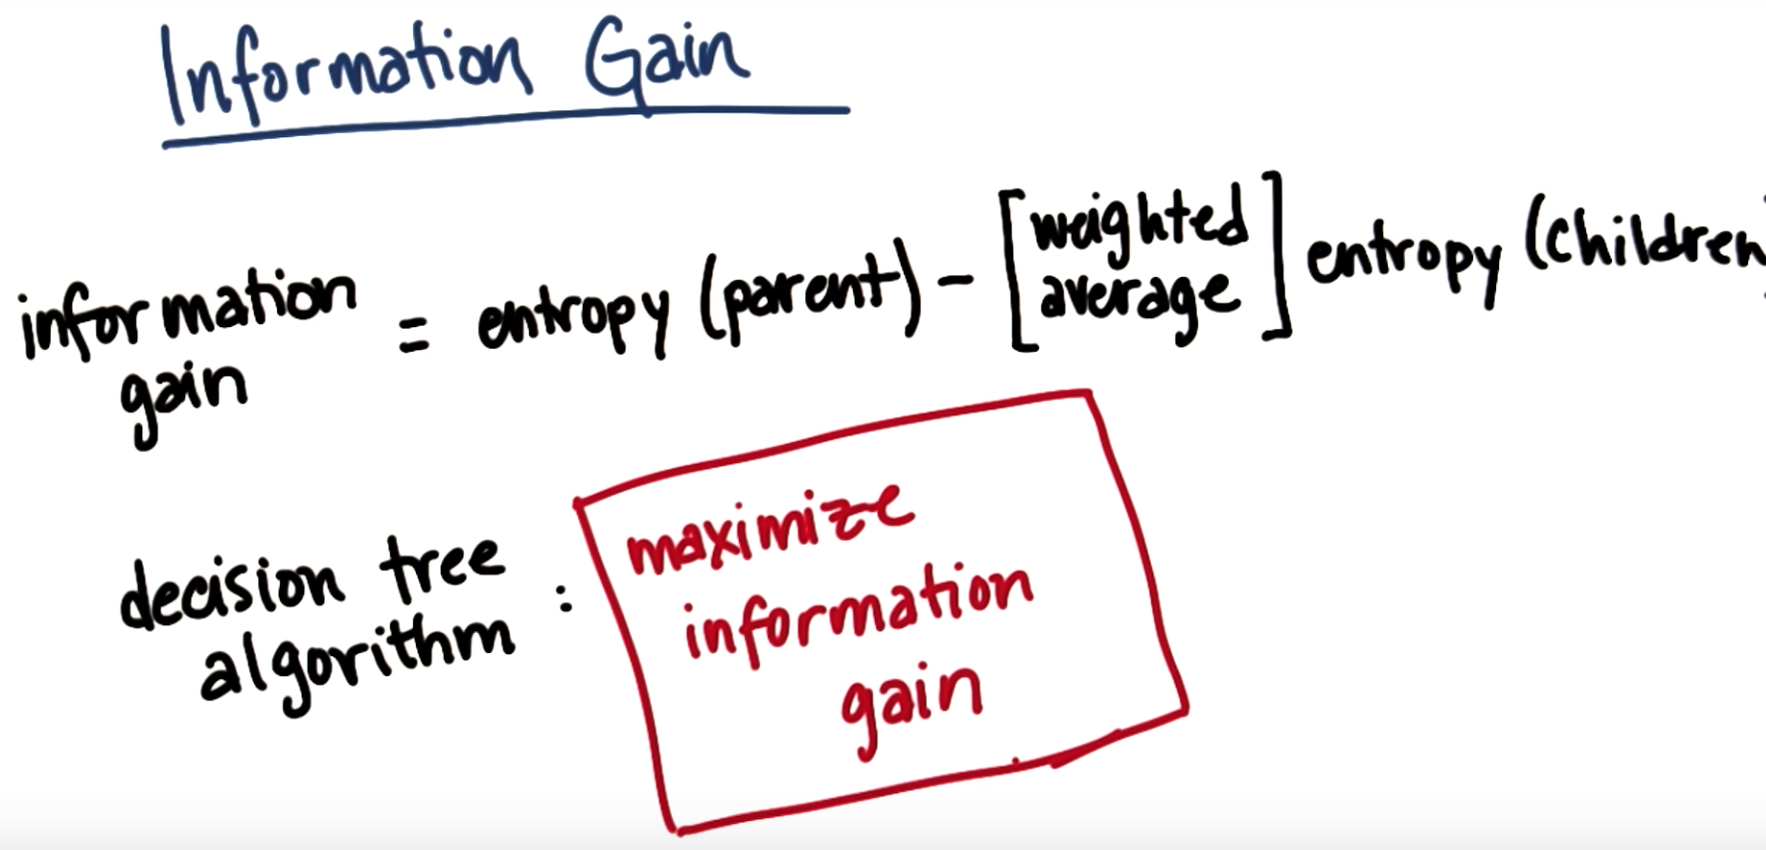 Information Gain
information gain = entropy (parent) - [weighted average] entropy (children)
decision tree algorithm : maximize information gain